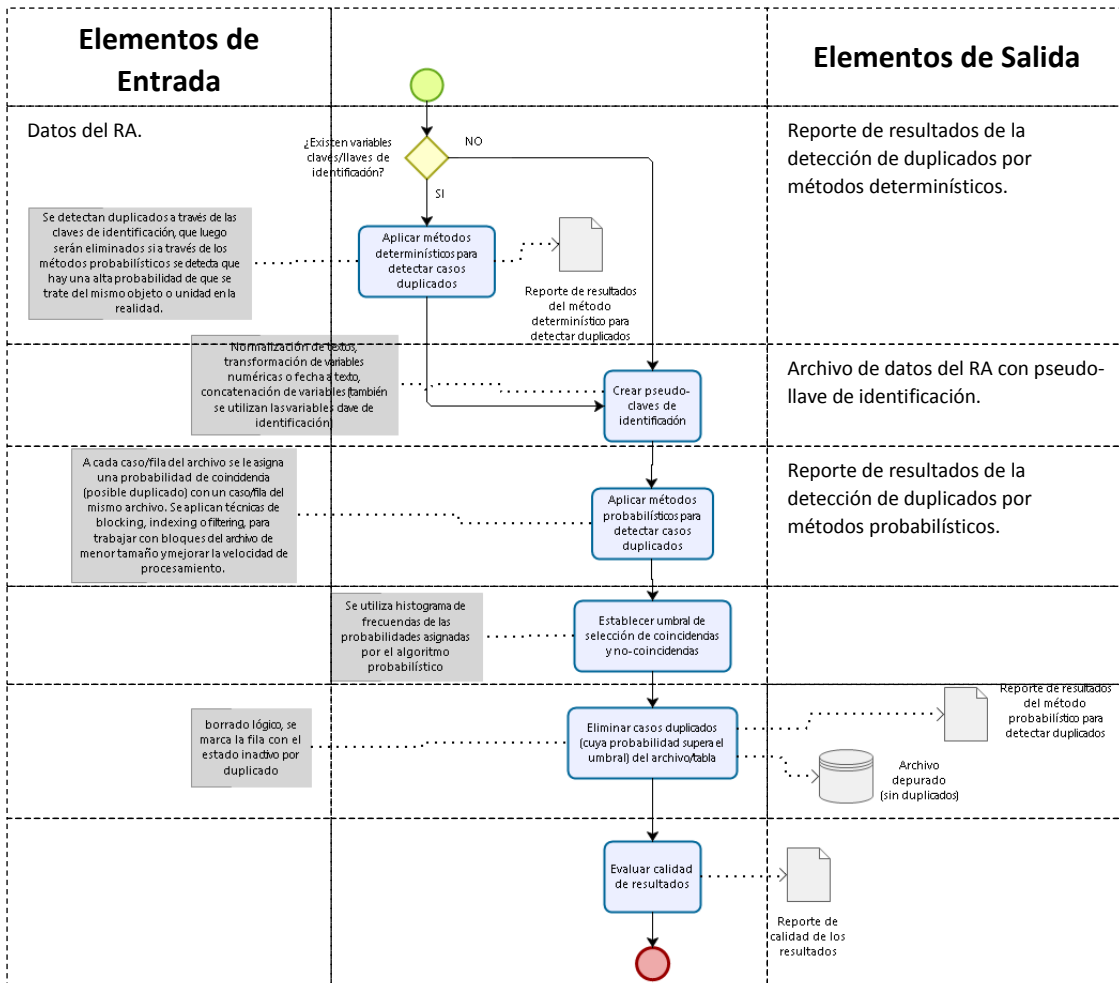 Elementos de
Entrada
Elementos de Salida
Datos del RA.
¿Existen variables
claves/llaves de
identificación?
NO
SI
Reporte de resultados de la
detección de duplicados por
métodos determinísticos.
Se detectan duplicados a través de las
claves de identificación, que luego
serán eliminados si a través de los
métodos probabilísticos se detecta que
hay una alta probabilidad de que se
trate del mismo objeto o unidad en la
realidad.
Aplicar métodos
determinísticos para
detectar casos
duplicados
Reporte de resultados
del método
determinístico para
detectar duplicados
Normalización de textos,
transformación de variables
numéricas o fecha a texto,
concatenación de variables (también
se utilizan las variables clave de
identificación)
Crear pseudo-
claves de
identificación
Archivo de datos del RA con pseudo-
llave de identificación.
A cada caso/fila del archivo se le asigna
una probabilidad de coincidencia
(posible duplicado) con un caso/fila del
mismo archivo. Se aplican técnicas de
blocking, indexing o filtering, para
trabajar con bloques del archivo de
menor tamaño y mejorar la velocidad de
procesamiento.
Aplicar métodos
probabilísticos para
detectar casos
duplicados
Reporte de resultados de la
detección de duplicados por
métodos probabilísticos.
Se utiliza histograma de
frecuencias de las
probabilidades asignadas
por el algoritmo
probabilístico
Establecer umbral de
selección de coincidencias
y no-coincidencias
borrado lógico, se
marca la fila con el
estado inactivo por
duplicado
Eliminar casos duplicados
(cuya probabilidad supera el
umbral) del archivo/tabla
Reporte de resultados
del método
probabilístico para
detectar duplicados
Archivo
depurado
(sin duplicados)
Evaluar calidad
de resultados
Reporte de
calidad de los
resultados